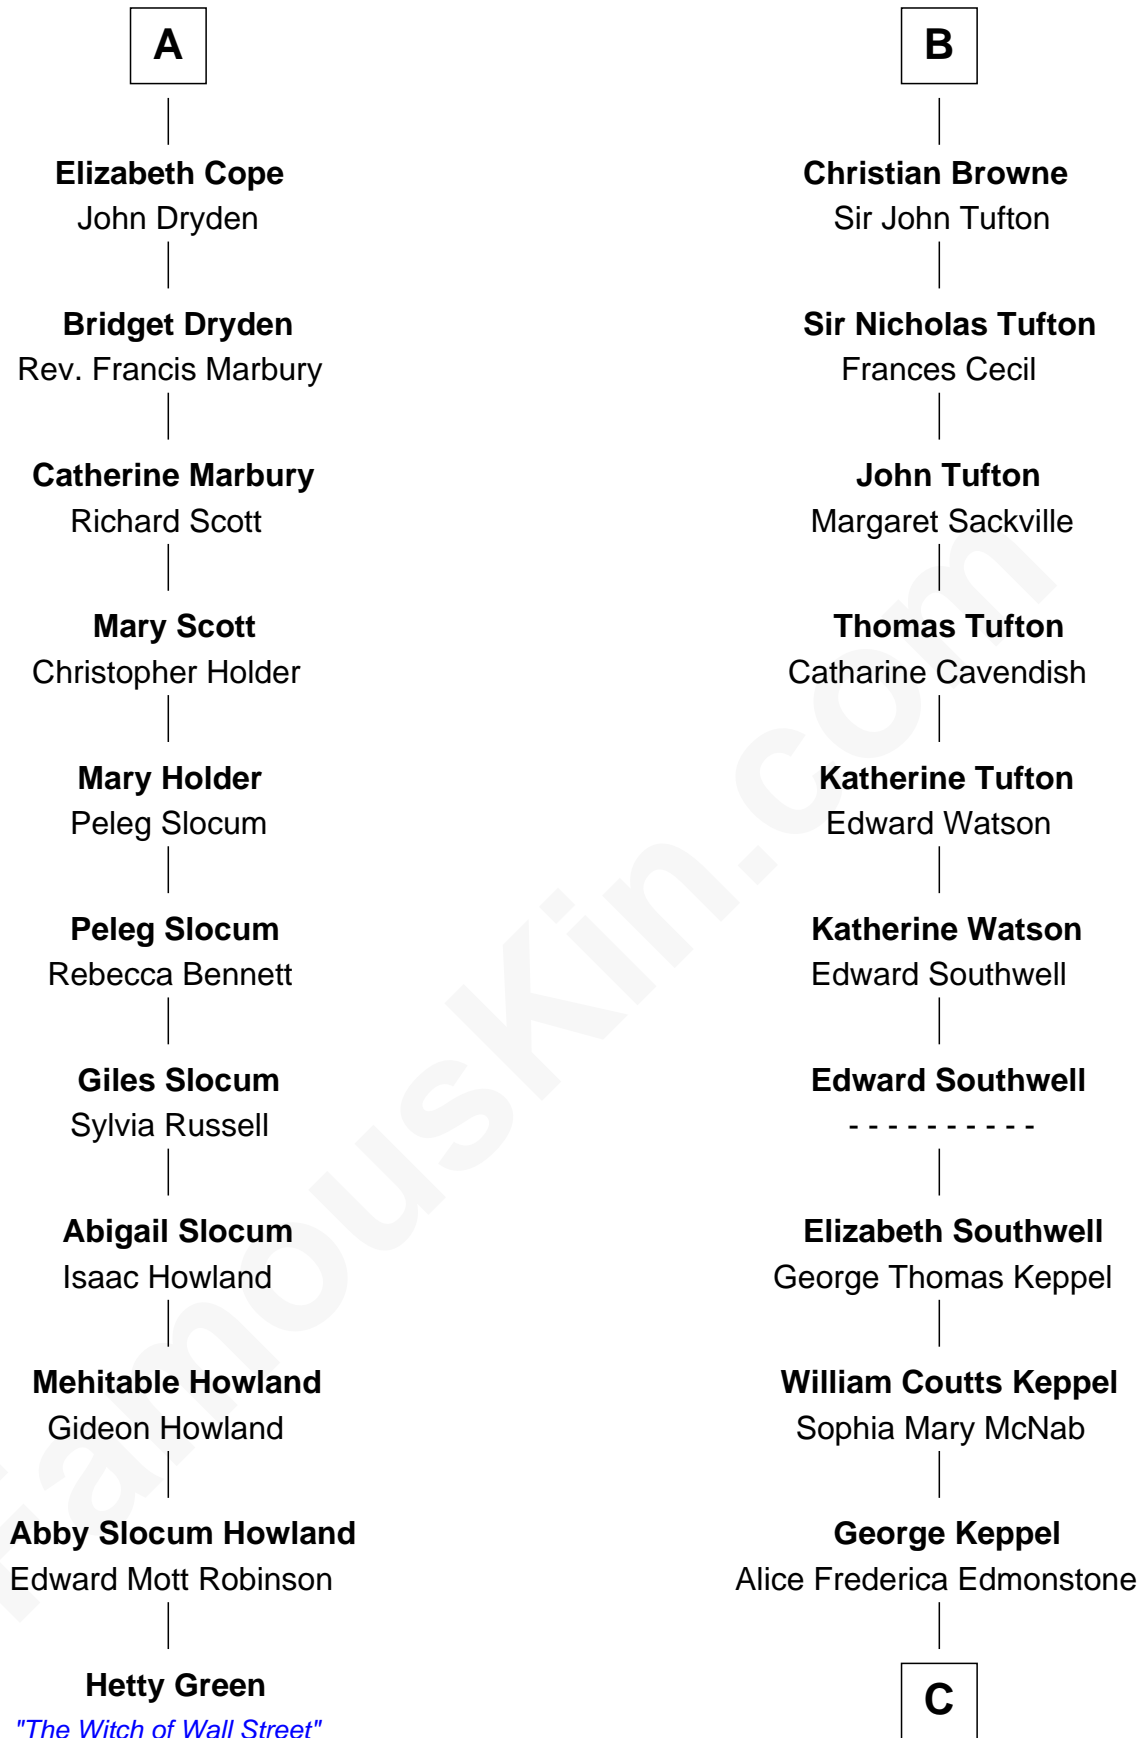 A
Elizabeth Cope
John Dryden
Bridget Dryden
Rev. Francis Marbury
Catherine Marbury
Richard Scott
Mary Scott
Christopher Holder
Mary Holder
Peleg Slocum
Peleg Slocum
Rebecca Bennett
Giles Slocum
Sylvia Russell
Abigail Slocum
Isaac Howland
Mehitable Howland
Gideon Howland
Abby Slocum Howland
Edward Mott Robinson
Hetty Green
"The Witch of Wall Street"
B
Christian Browne
Sir John Tufton
Sir Nicholas Tufton
Frances Cecil
John Tufton
Margaret Sackville
Thomas Tufton
Catharine Cavendish
Katherine Tufton
Edward Watson
Katherine Watson
Edward Southwell
Edward Southwell
- - - - - - - - - -
Elizabeth Southwell
George Thomas Keppel
William Coutts Keppel
Sophia Mary McNab
George Keppel
Alice Frederica Edmonstone
C
FamousKin.com